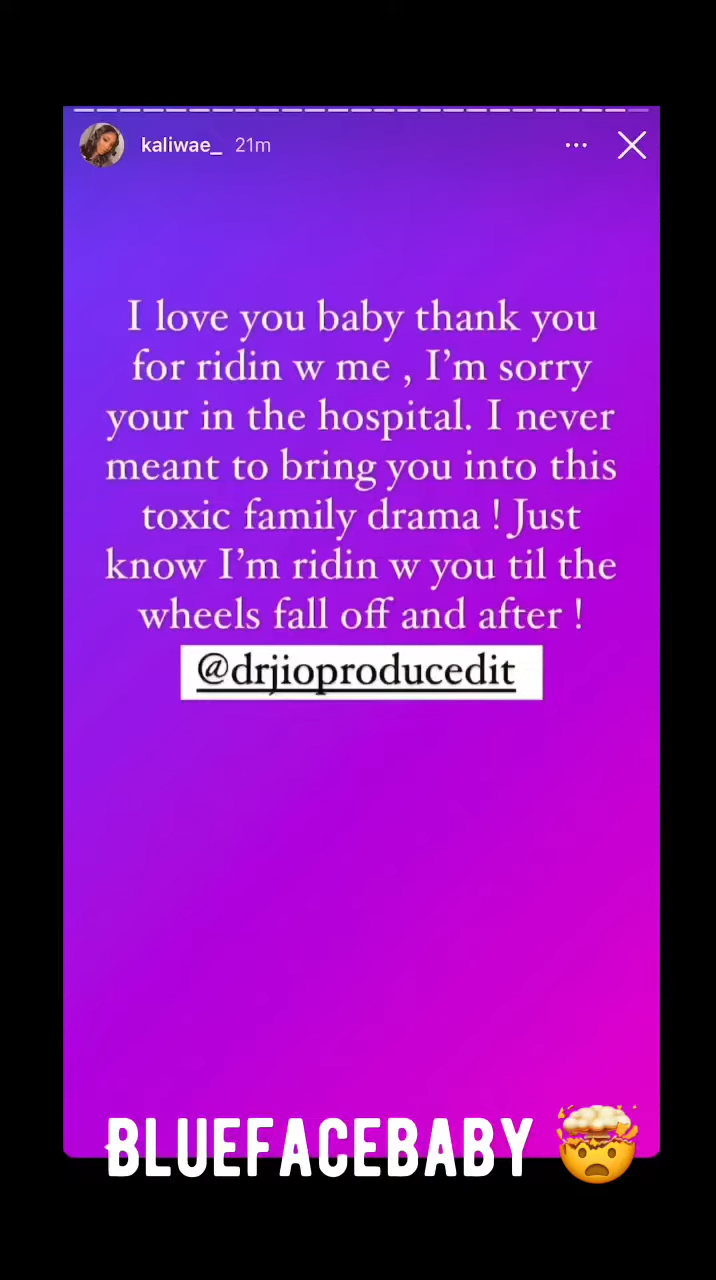 kaliwae_ 21m
I love you baby thank you
for ridin w me , I’m sorry
your in the hospital. I never
meant to bring you into this
toxic family drama ! Just
know I’m ridin w you til the
wheels fall off and after !
@drjioproducedit
BLUEFACEBABY 🤯